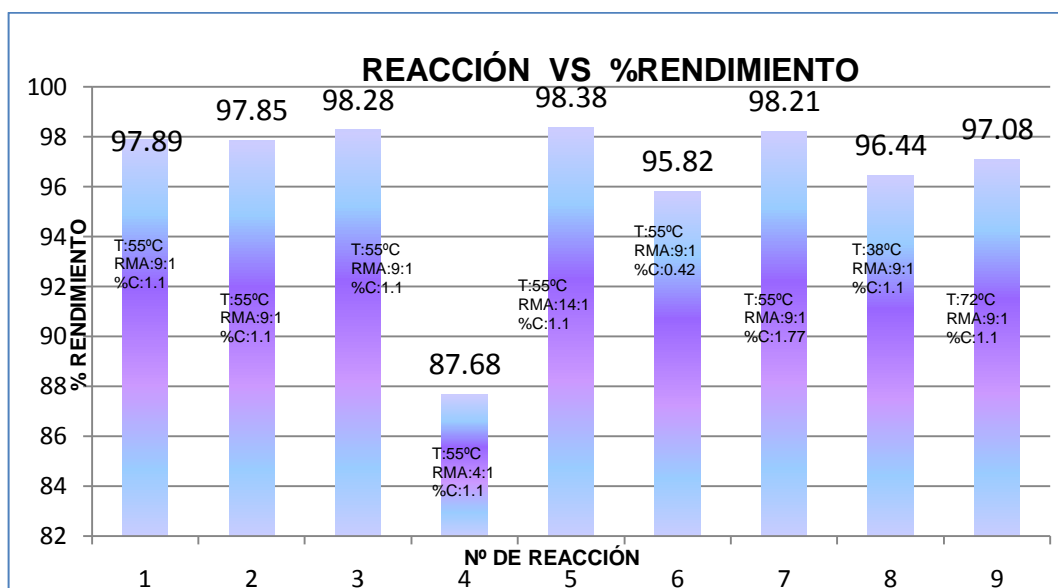 REACCIÓN VS %RENDIMIENTO
% RENDIMIENTO
100
98
96
94
92
90
88
86
84
82
97.89
97.85
98.28
87.68
98.38
95.82
98.21
96.44
97.08
T:55ºC
RMA:9:1
%C:1.1
T:55ºC
RMA:9:1
%C:1.1
T:55ºC
RMA:9:1
%C:1.1
T:55ºC
RMA:4:1
%C:1.1
T:55ºC
RMA:14:1
%C:1.1
T:55ºC
RMA:9:1
%C:0.42
T:55ºC
RMA:9:1
%C:1.77
T:38ºC
RMA:9:1
%C:1.1
T:72ºC
RMA:9:1
%C:1.1
Nº DE REACCIÓN
1 2 3 4 5 6 7 8 9